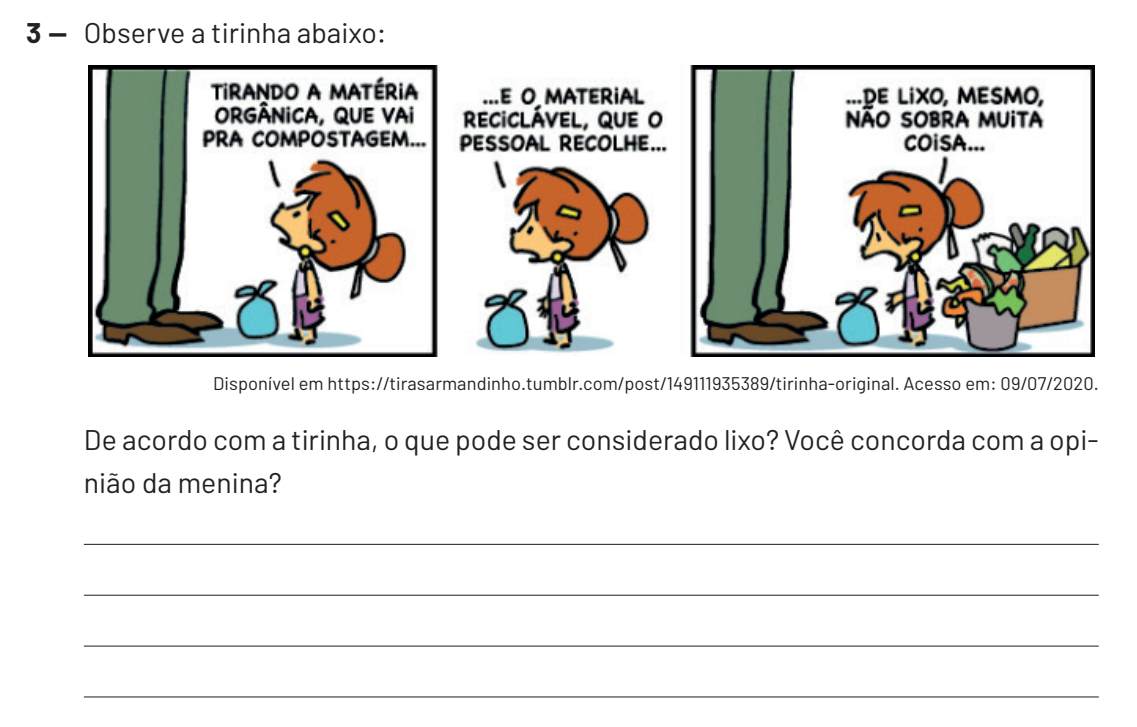 3 — Observe a tirinha abaixo:
TIRANDO A MATÉRIA
ORGÂNICA, QUE VAI
PRA COMPOSTAGEM...
...E O MATERIAL
RECICLÁVEL, QUE O
PESSOAL RECOLHE...
...DE LIXO, MESMO,
NÃO SOBRA MUITA
COISA...
Disponível em https://tirasarmandinho.tumblr.com/post/149111935389/tirinha-original. Acesso em: 09/07/2020.
De acordo com a tirinha, o que pode ser considerado lixo? Você concorda com a opi-
nião da menina?